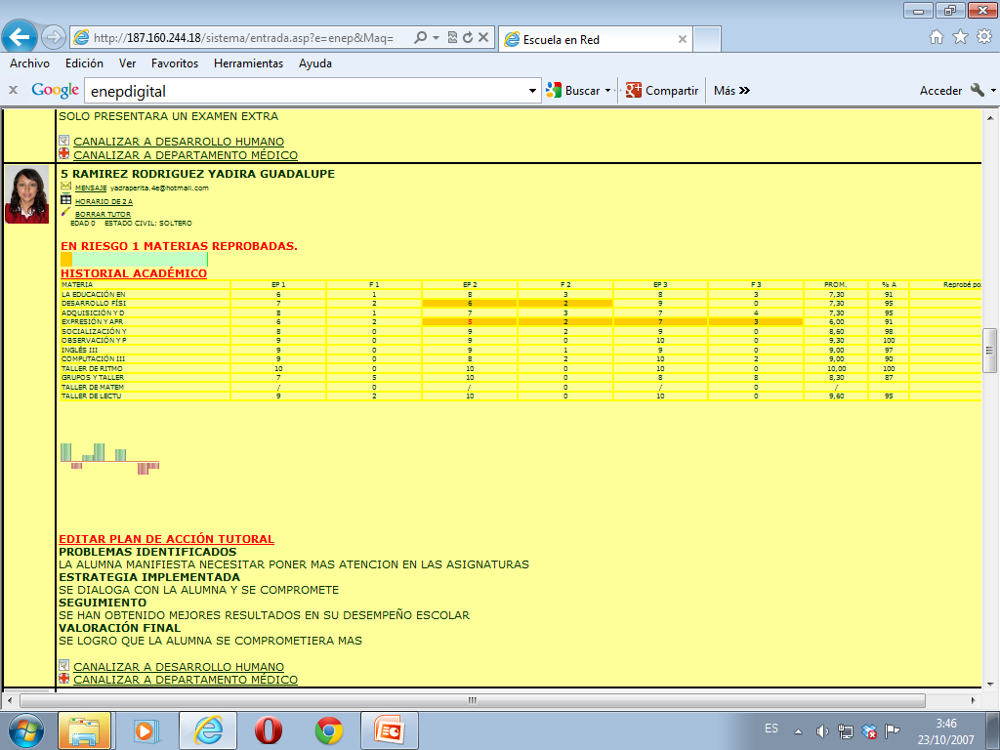 http://187.160.244.18/sistema/entrada.asp?e=enep&Maq=
Escuela en Red
Archivo Edición Ver Favoritos Herramientas Ayuda
x Google enepdigital Buscar Compartir Más » Acceder
SOLO PRESENTARA UN EXAMEN EXTRA
CANALIZAR A DESARROLLO HUMANO
CANALIZAR A DEPARTAMENTO MÉDICO
5 RAMIREZ RODRIGUEZ YADIRA GUADALUPE
MENSAJE yadraperita.4e@hotmail.com
HORARIO DE 2 A
BORRAR TUTOR
EDAD 0 ESTADO CIVIL: SOLTERO
EN RIESGO 1 MATERIAS REPROBADAS.
HISTORIAL ACADÉMICO
MATERIA EP 1 F 1 EP 2 F 2 EP 3 F 3 PROM. % A Reprobé po
LA EDUCACIÓN EN 6 1 8 3 8 3 7,30 91
DESARROLLO FÍSI 7 2 6 2 9 0 7,30 95
ADQUISICIÓN Y D 8 1 7 3 7 4 7,30 95
EXPRESIÓN Y APR 6 2 5 2 7 3 6,00 91
SOCIALIZACIÓN Y 8 0 9 2 9 0 8,60 98
OBSERVACIÓN Y P 9 0 9 0 10 0 9,30 100
INGLÉS III 9 0 9 1 9 0 9,00 97
COMPUTACIÓN III 9 0 8 2 10 2 9,00 90
TALLER DE RITMO 10 0 10 0 10 0 10,00 100
GRUPOS Y TALLER 7 5 10 0 8 8 8,30 87
TALLER DE MATEM / 0 / 0 / 0 /
TALLER DE LECTU 9 2 10 0 10 0 9,60 95
EDITAR PLAN DE ACCIÓN TUTORAL
PROBLEMAS IDENTIFICADOS
LA ALUMNA MANIFIESTA NECESITAR PONER MAS ATENCION EN LAS ASIGNATURAS
ESTRATEGIA IMPLEMENTADA
SE DIALOGA CON LA ALUMNA Y SE COMPROMETE
SEGUIMIENTO
SE HAN OBTENIDO MEJORES RESULTADOS EN SU DESEMPEÑO ESCOLAR
VALORACIÓN FINAL
SE LOGRO QUE LA ALUMNA SE COMPROMETIERA MAS
CANALIZAR A DESARROLLO HUMANO
CANALIZAR A DEPARTAMENTO MÉDICO
ES 3:46
23/10/2007